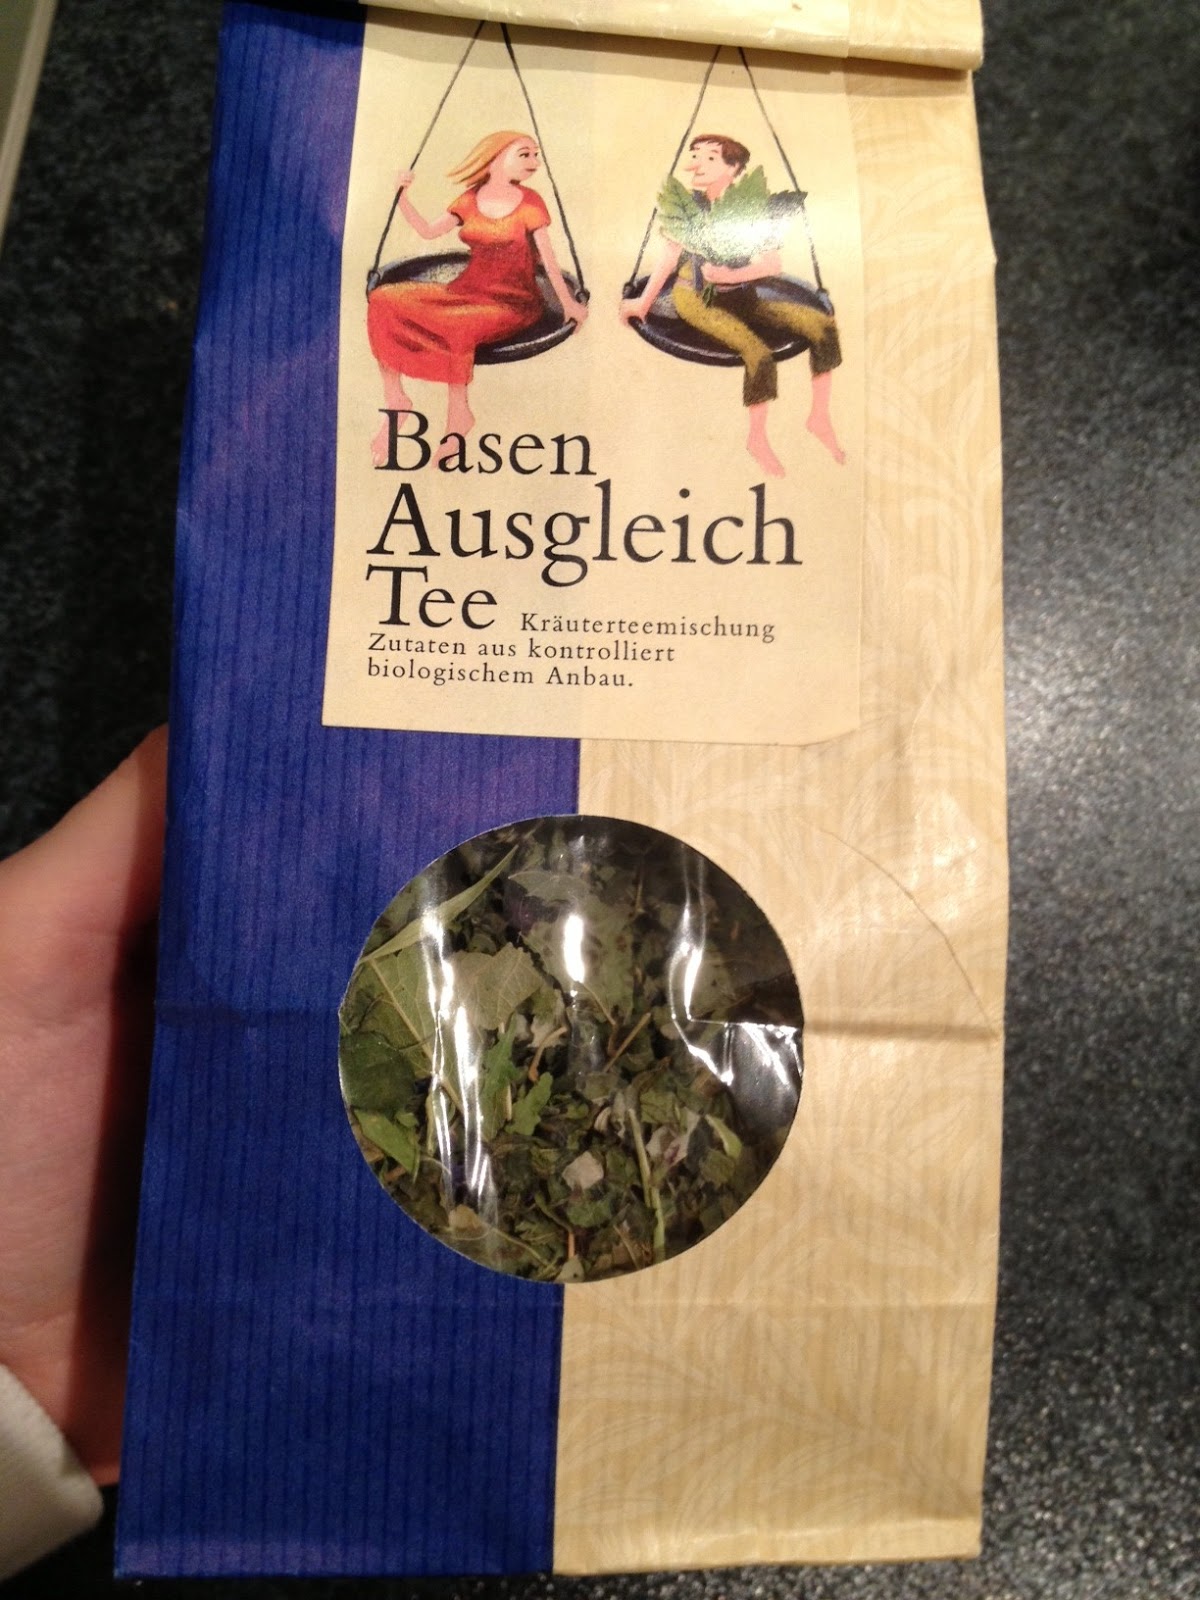 Basen
Ausgleich
Tee Kräuterteemischung
Zutaten aus kontrolliert
biologischem Anbau.